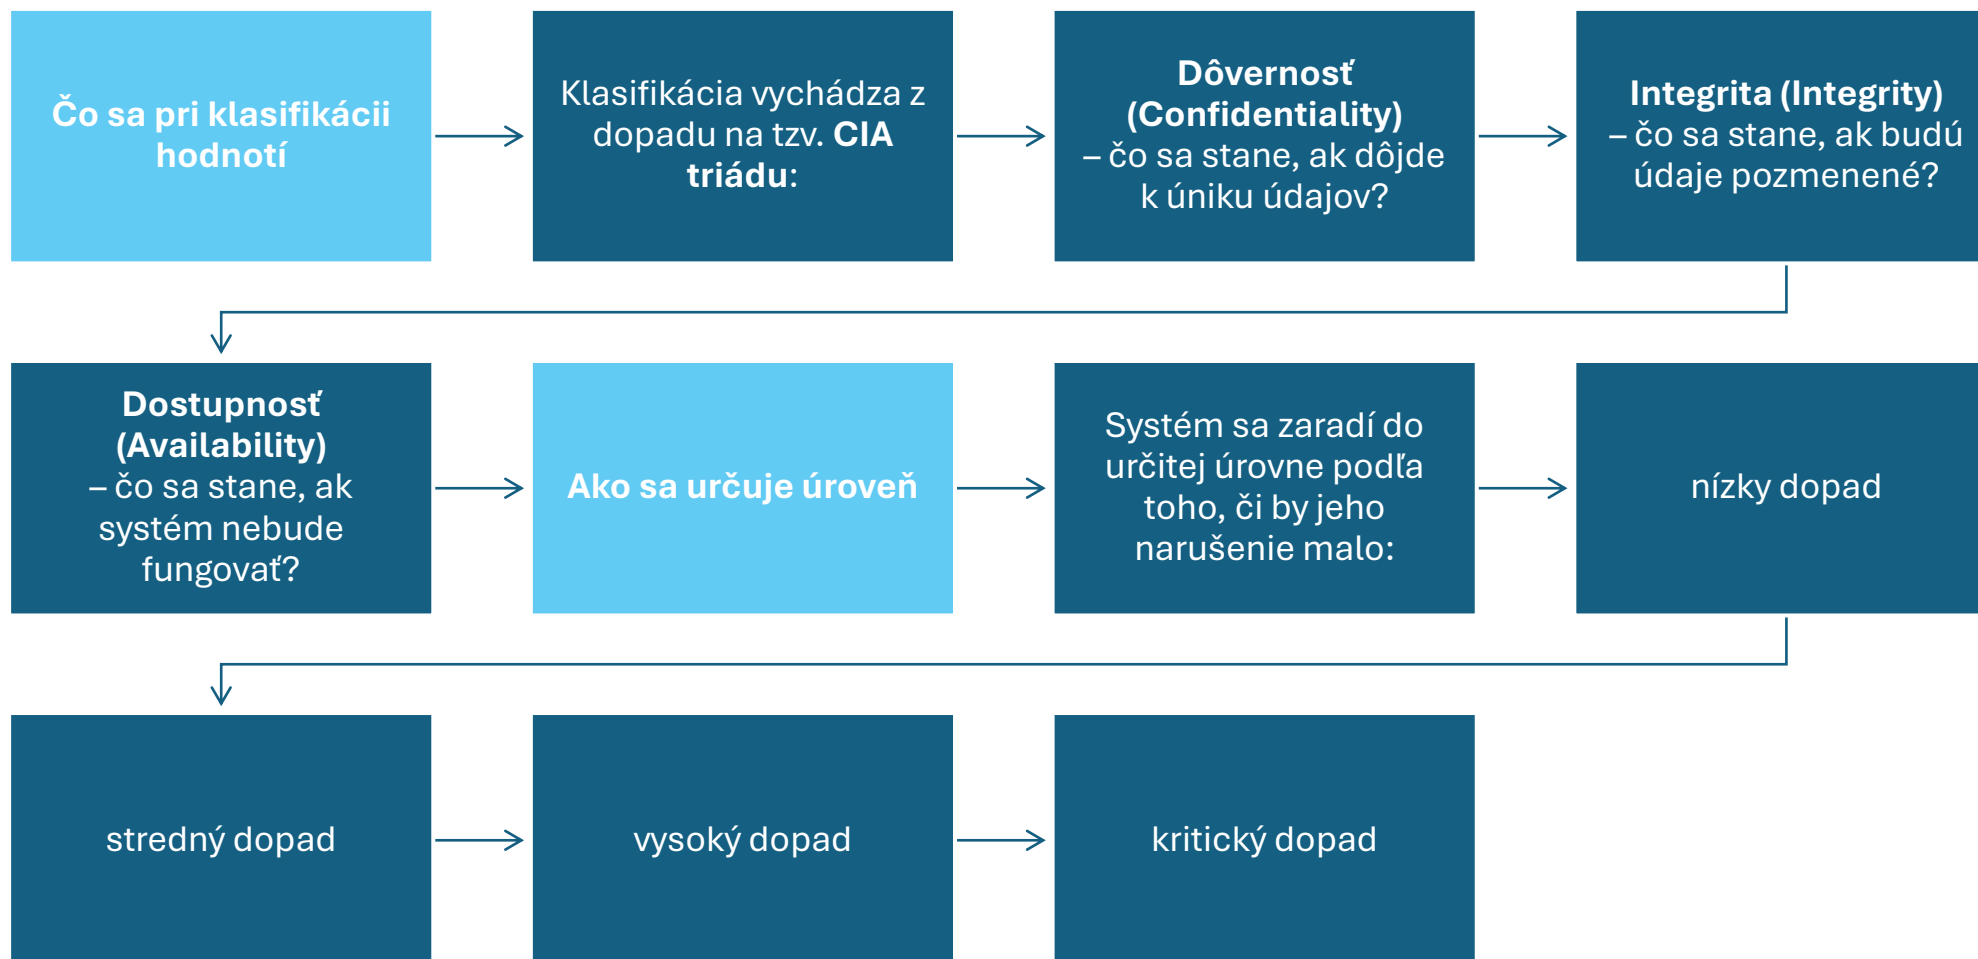 Čo sa pri klasifikácii
hodnotí
Klasifikácia vychádza z
dopadu na tzv. CIA
triádu:
Dôvernosť
(Confidentiality)
– čo sa stane, ak dôjde
k úniku údajov?
Integrita (Integrity)
– čo sa stane, ak budú
údaje pozmenené?
Dostupnosť
(Availability)
– čo sa stane, ak
systém nebude
fungovať?
Ako sa určuje úroveň
Systém sa zaradí do
určitej úrovne podľa
toho, či by jeho
narušenie malo:
nízky dopad
stredný dopad
vysoký dopad
kritický dopad